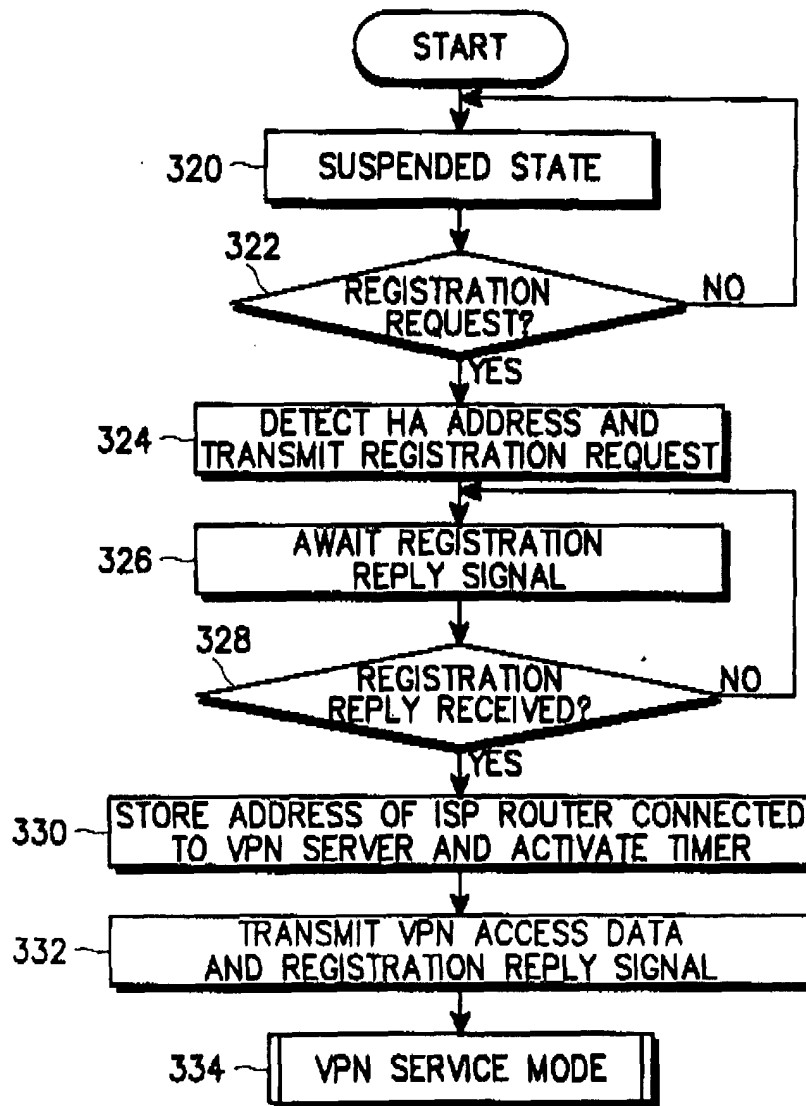 START
320
SUSPENDED STATE
322
REGISTRATION
REQUEST?
NO
YES
324
DETECT HA ADDRESS AND
TRANSMIT REGISTRATION REQUEST
326
AWAIT REGISTRATION
REPLY SIGNAL
328
REGISTRATION
REPLY RECEIVED?
NO
YES
330
STORE ADDRESS OF ISP ROUTER CONNECTED
TO VPN SERVER AND ACTIVATE TIMER
332
TRANSMIT VPN ACCESS DATA
AND REGISTRATION REPLY SIGNAL
334
VPN SERVICE MODE